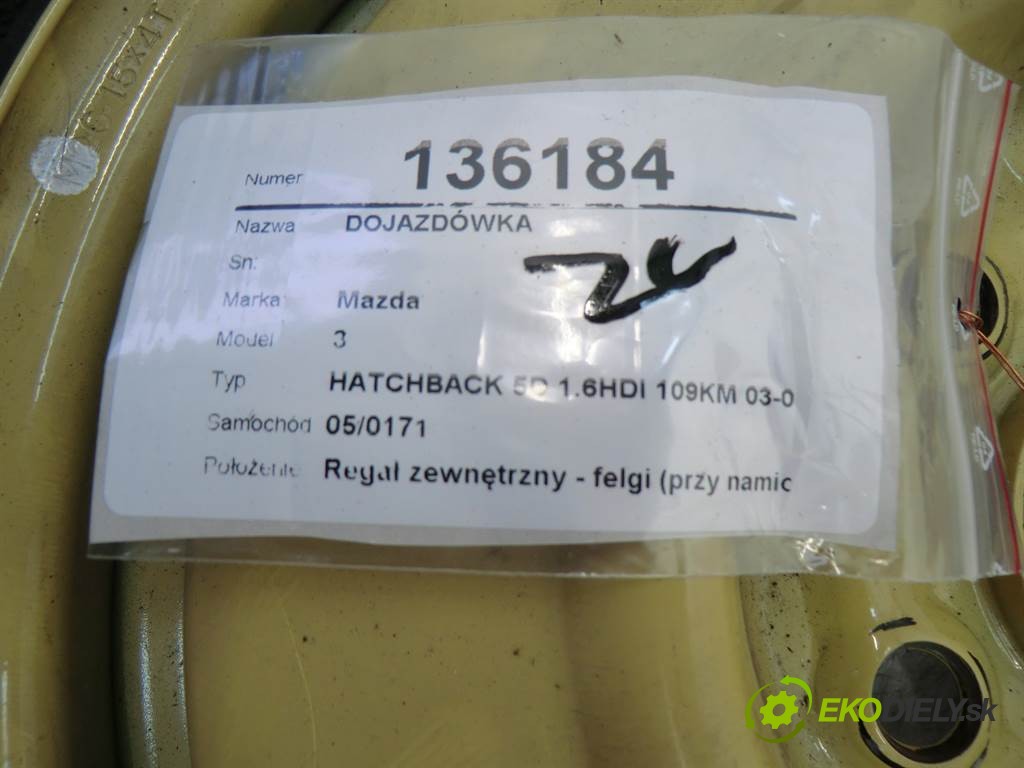 15x4T
Numer 136184
Nazwa DOJAZDÓWKA
Sn:
Marka Mazda
Model 3
Typ HATCHBACK 5D 1.6HDI 109KM 03-0
Samochód 05/0171
Położenie Regał zewnętrzny - felgi (przy namic
EKODIELY.sk